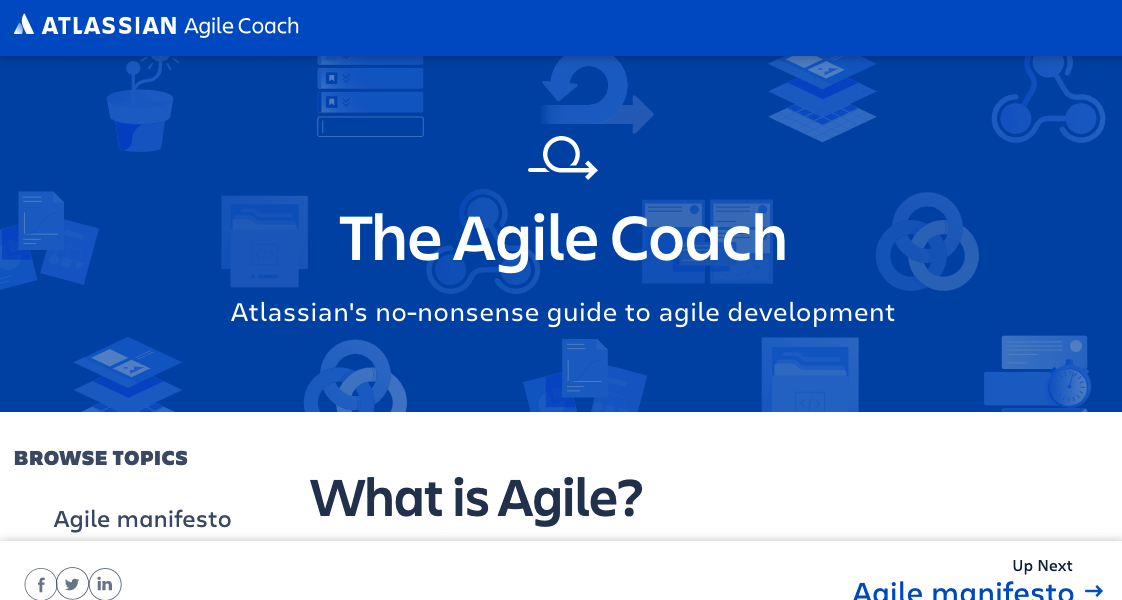 ATLASSIAN Agile Coach
The Agile Coach
Atlassian's no-nonsense guide to agile development
BROWSE TOPICS
What is Agile?
Agile manifesto
Up Next
Agile manifesto →